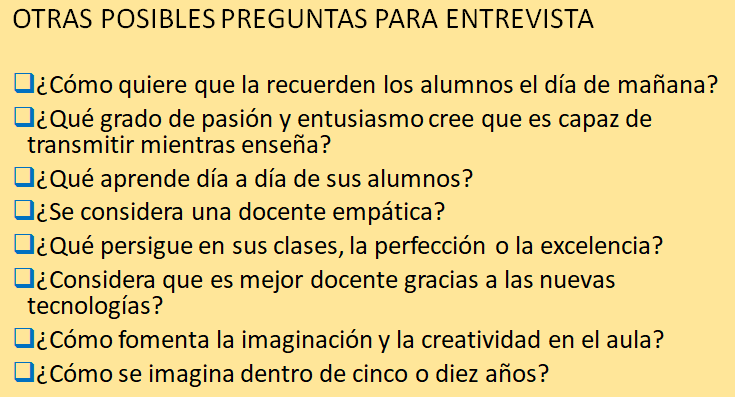 OTRAS POSIBLES PREGUNTAS PARA ENTREVISTA
❑¿Cómo quiere que la recuerden los alumnos el día de mañana?
❑¿Qué grado de pasión y entusiasmo cree que es capaz de
transmitir mientras enseña?
❑¿Qué aprende día a día de sus alumnos?
❑¿Se considera una docente empática?
❑¿Qué persigue en sus clases, la perfección o la excelencia?
❑¿Considera que es mejor docente gracias a las nuevas
tecnologías?
❑¿Cómo fomenta la imaginación y la creatividad en el aula?
❑¿Cómo se imagina dentro de cinco o diez años?